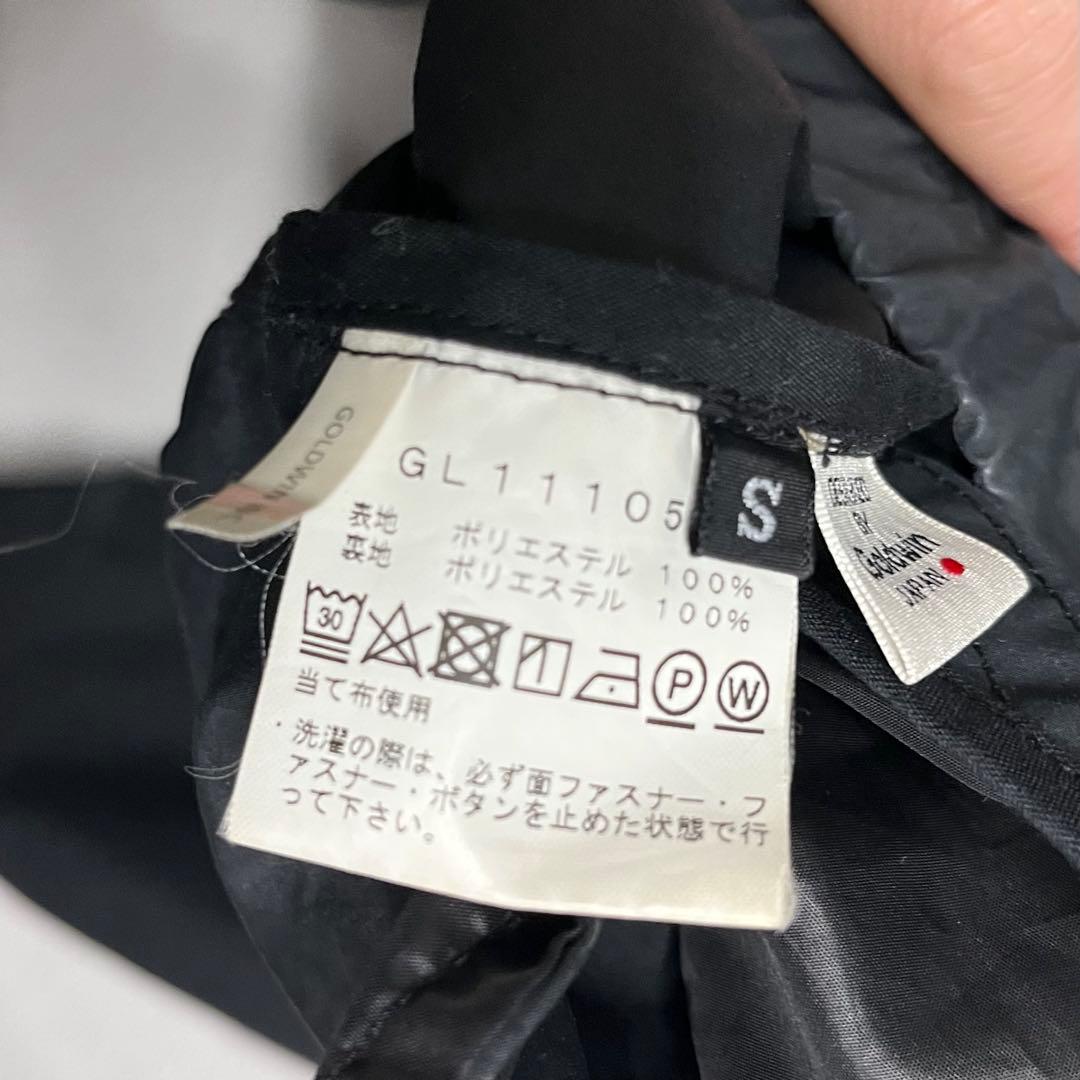 GOLDWIN
GL11105
S
表地 ポリエステル 100%
裏地 ポリエステル 100%
30
P
W
当て布使用
・洗濯の際は、必ず面ファスナー・フ
ァスナー・ボタンを止めた状態で行
って下さい。
DESIGNED
BY
Goldwin
JAPAN